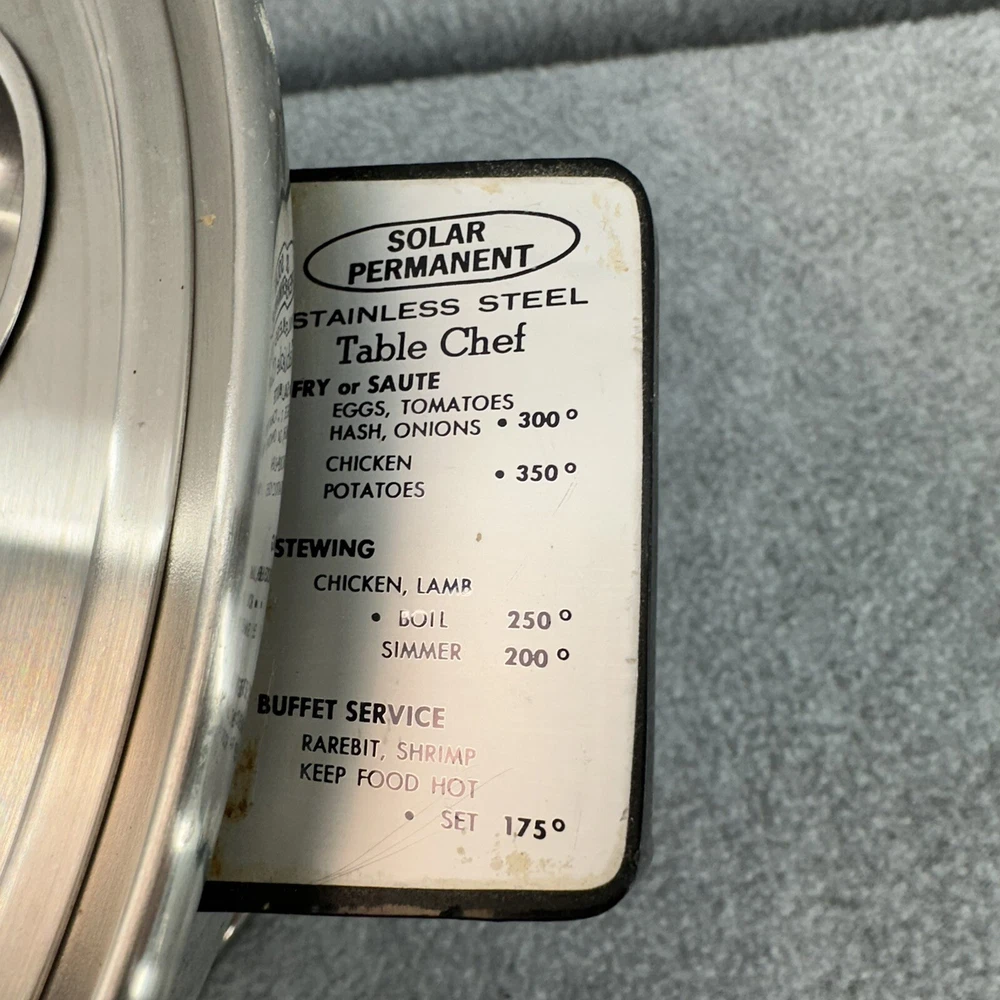 SOLAR
PERMANENT
STAINLESS STEEL
Table Chef
FRY or SAUTE
EGGS, TOMATOES
HASH, ONIONS • 300°
CHICKEN
POTATOES • 350°
STEWING
CHICKEN, LAMB
• BOIL 250°
SIMMER 200°
BUFFET SERVICE
RAREBIT, SHRIMP
KEEP FOOD HOT
• SET 175°